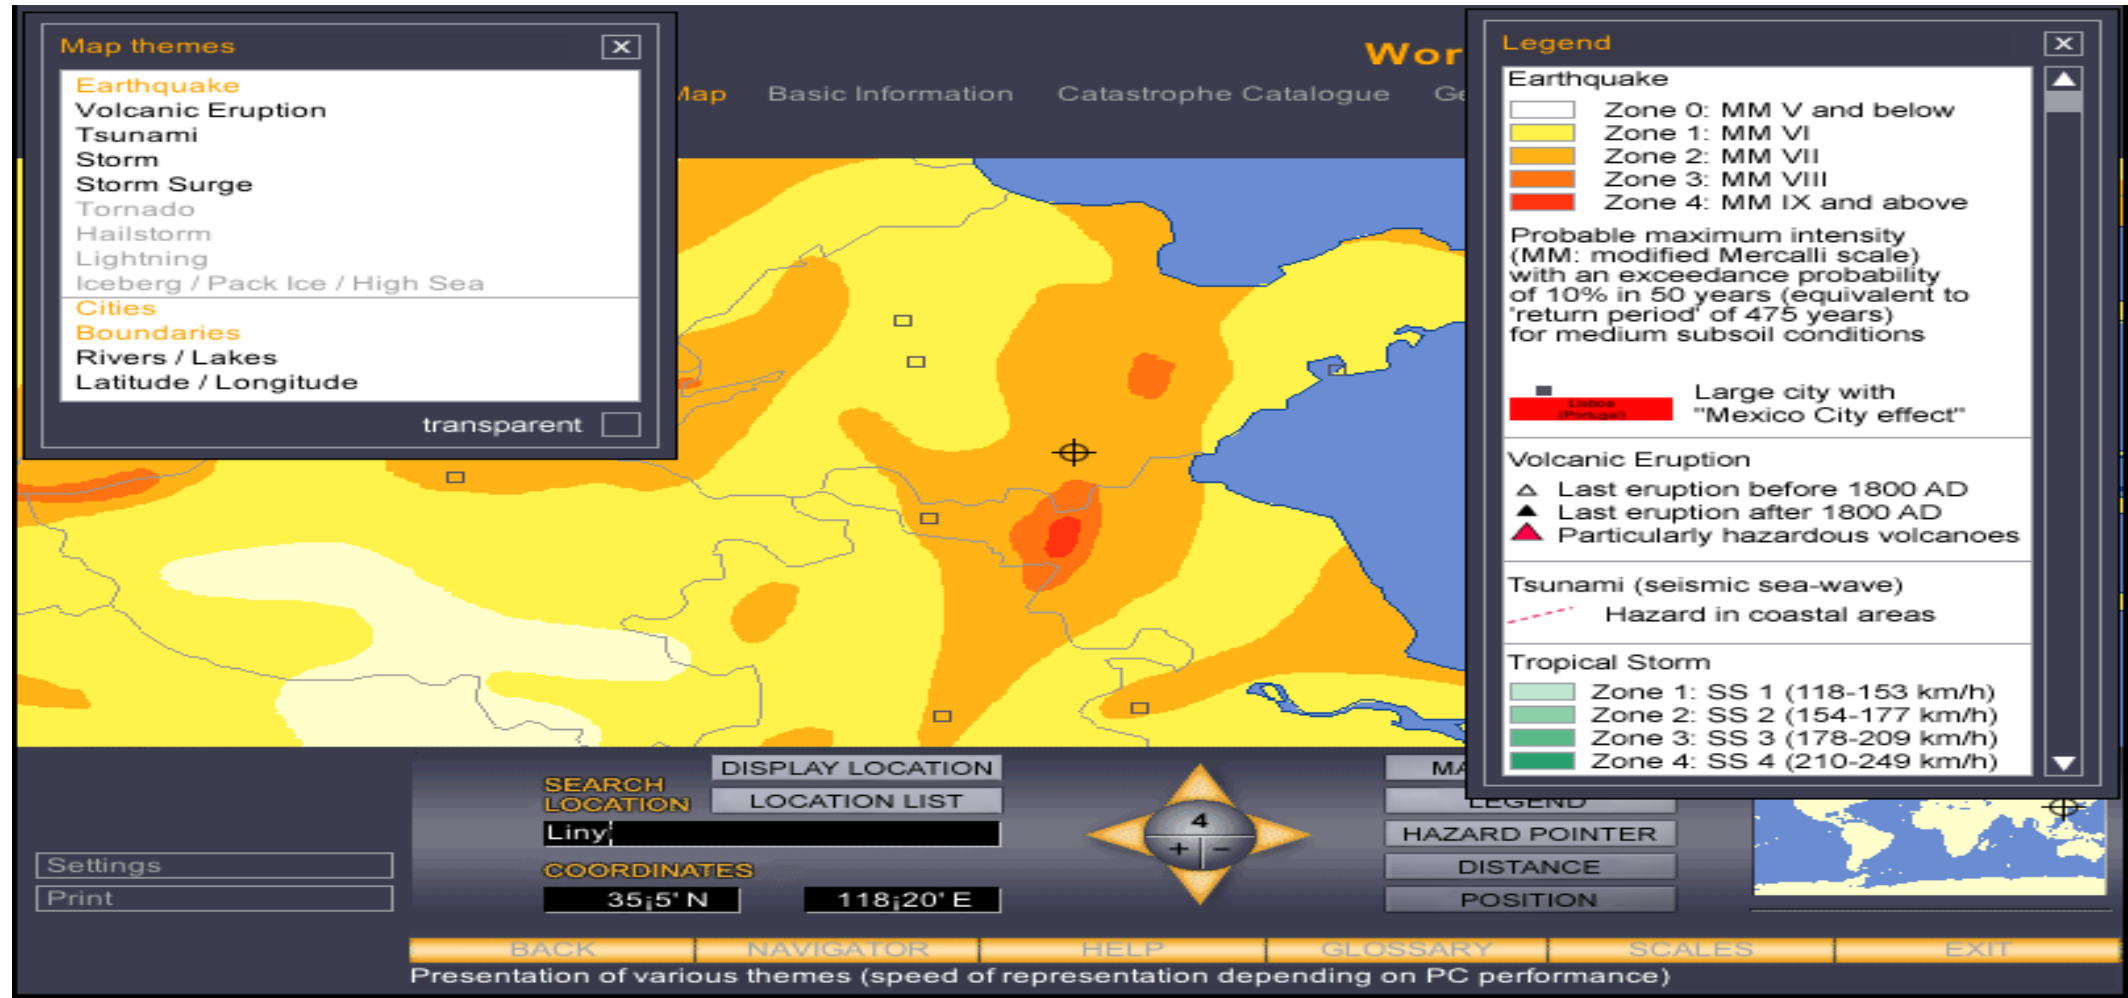 Map themes
Earthquake
Volcanic Eruption
Tsunami
Storm
Storm Surge
Tornado
Hailstorm
Lightning
Iceberg / Pack Ice / High Sea
Cities
Boundaries
Rivers / Lakes
Latitude / Longitude
transparent
Wor
Map Basic Information Catastrophe Catalogue Ge
Legend
Earthquake
Zone 0: MM V and below
Zone 1: MM VI
Zone 2: MM VII
Zone 3: MM VIII
Zone 4: MM IX and above
Probable maximum intensity
(MM: modified Mercalli scale)
with an exceedance probability
of 10% in 50 years (equivalent to
'return period' of 475 years)
for medium subsoil conditions
Lisboa
(Portugal)
Large city with
"Mexico City effect"
Volcanic Eruption
Last eruption before 1800 AD
Last eruption after 1800 AD
Particularly hazardous volcanoes
Tsunami (seismic sea-wave)
Hazard in coastal areas
Tropical Storm
Zone 1: SS 1 (118-153 km/h)
Zone 2: SS 2 (154-177 km/h)
Zone 3: SS 3 (178-209 km/h)
Zone 4: SS 4 (210-249 km/h)
SEARCH
LOCATION
DISPLAY LOCATION
LOCATION LIST
Liny
COORDINATES
35¡5' N 118¡20' E
4
+ −
MA
LEGEND
HAZARD POINTER
DISTANCE
POSITION
Settings
Print
BACK NAVIGATOR HELP GLOSSARY SCALES EXIT
Presentation of various themes (speed of representation depending on PC performance)